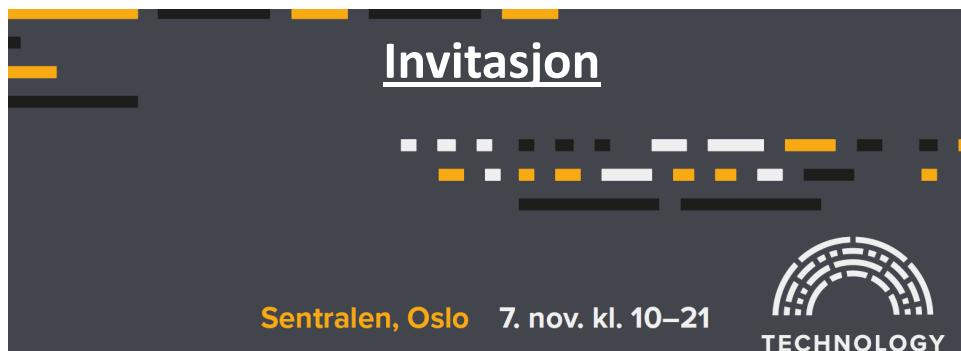 Invitasjon
Sentralen, Oslo 7. nov. kl. 10–21
TECHNOLOGY